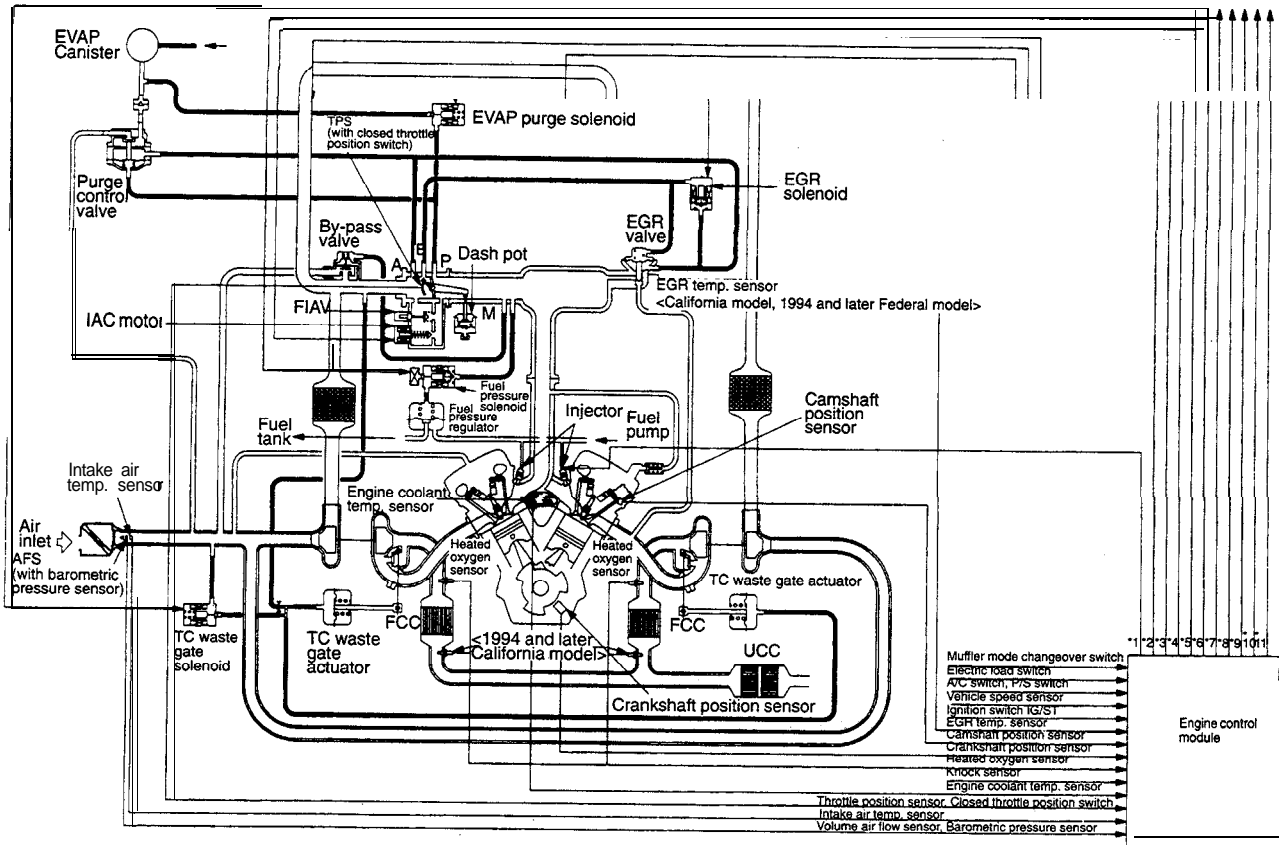 EVAP
Canister
EVAP purge solenoid
TPS
(with closed throttle
position switch)
Purge
control
valve
EGR
solenoid
By-pass
valve
EGR
valve
A
B
P
Dash pot
EGR temp. sensor
<California model, 1994 and later Federal model>
FIAV
M
IAC motor
Fuel
pressure
solenoid
Fuel
pressure
regulator
Injector
Fuel
pump
Camshaft
position
sensor
Fuel
tank
Intake air
temp. sensor
Engine coolant
temp. sensor
Air
inlet
AFS
(with barometric
pressure sensor)
Heated
oxygen
sensor
Heated
oxygen
sensor
TC waste gate actuator
TC waste
gate
solenoid
TC waste
gate
actuator
FCC
FCC
<1994 and later
California model>
UCC
Crankshaft position sensor
*1 *2 *3 *4 *5 *6 *7 *8 *9 *10 *11
Muffler mode changeover switch
Electric load switch
A/C switch, P/S switch
Vehicle speed sensor
Ignition switch IG/ST
EGR temp. sensor
Camshaft position sensor
Crankshaft position sensor
Heated oxygen sensor
Knock sensor
Engine coolant temp. sensor
Throttle position sensor, Closed throttle position switch
Intake air temp. sensor
Volume air flow sensor, Barometric pressure sensor
Engine control
module